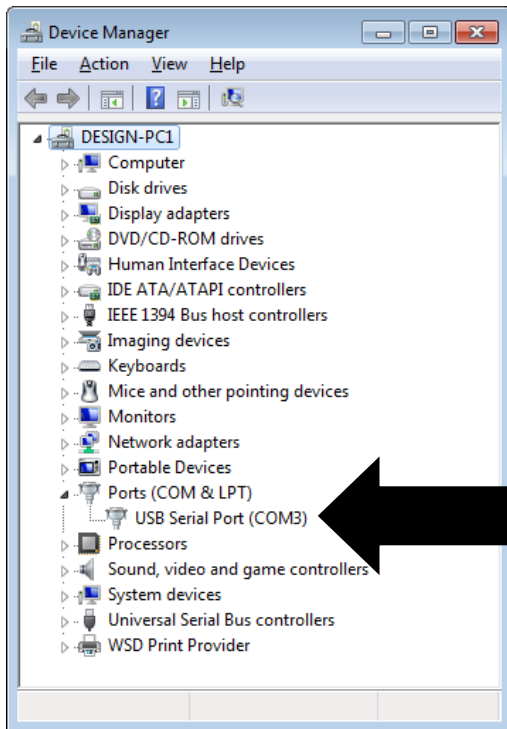 Device Manager
File Action View Help
DESIGN-PC1
Computer
Disk drives
Display adapters
DVD/CD-ROM drives
Human Interface Devices
IDE ATA/ATAPI controllers
IEEE 1394 Bus host controllers
Imaging devices
Keyboards
Mice and other pointing devices
Monitors
Network adapters
Portable Devices
Ports (COM & LPT)
USB Serial Port (COM3)
Processors
Sound, video and game controllers
System devices
Universal Serial Bus controllers
WSD Print Provider